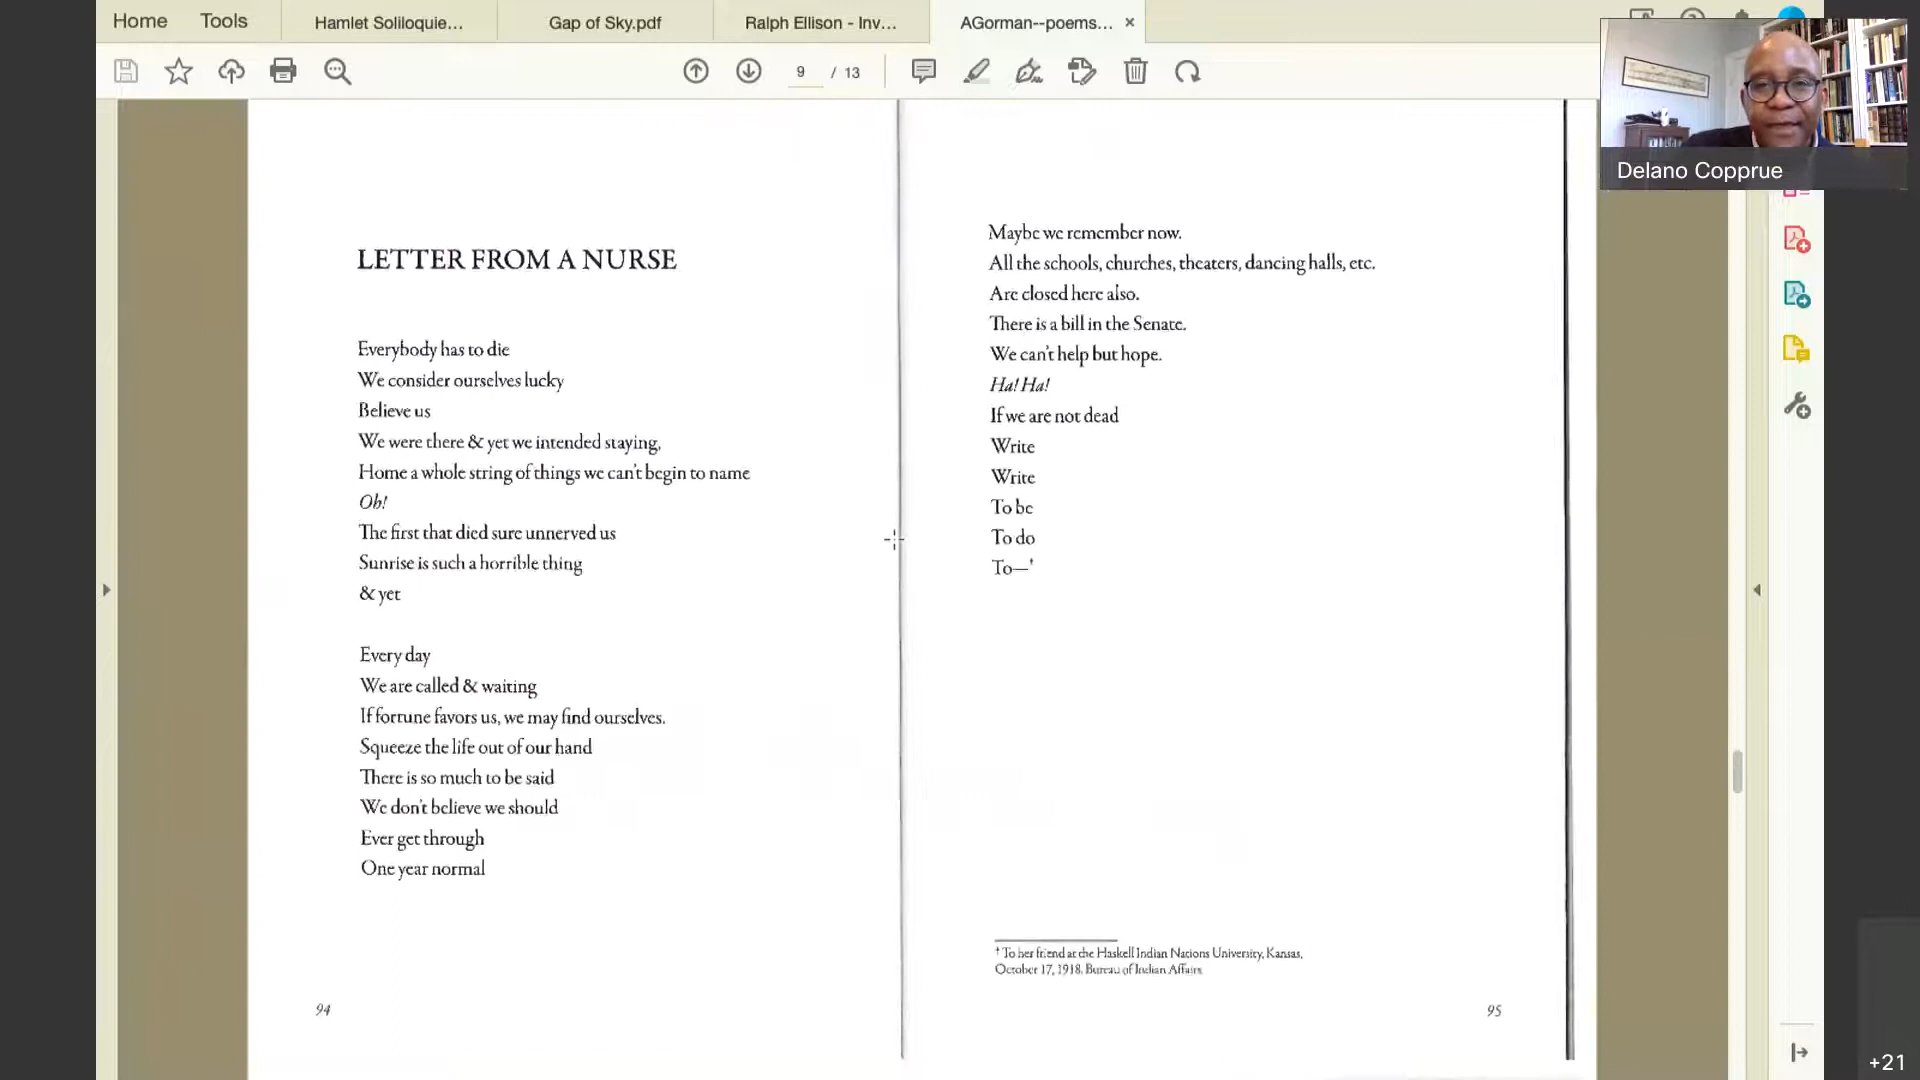 Home
Tools
Hamlet Soliloquie...
Gap of Sky.pdf
Ralph Ellison - Inv...
AGorman--poems...
9 / 13
Delano Copprue
LETTER FROM A NURSE
Everybody has to die
We consider ourselves lucky
Believe us
We were there & yet we intended staying,
Home a whole string of things we can't begin to name
Oh!
The first that died sure unnerved us
Sunrise is such a horrible thing
& yet
Every day
We are called & waiting
If fortune favors us, we may find ourselves.
Squeeze the life out of our hand
There is so much to be said
We don't believe we should
Ever get through
One year normal
94
Maybe we remember now.
All the schools, churches, theaters, dancing halls, etc.
Are closed here also.
There is a bill in the Senate.
We can't help but hope.
Ha! Ha!
If we are not dead
Write
Write
To be
To do
To—†
† To her friend at the Haskell Indian Nations University, Kansas,
October 17, 1918. Bureau of Indian Affairs.
95
+21